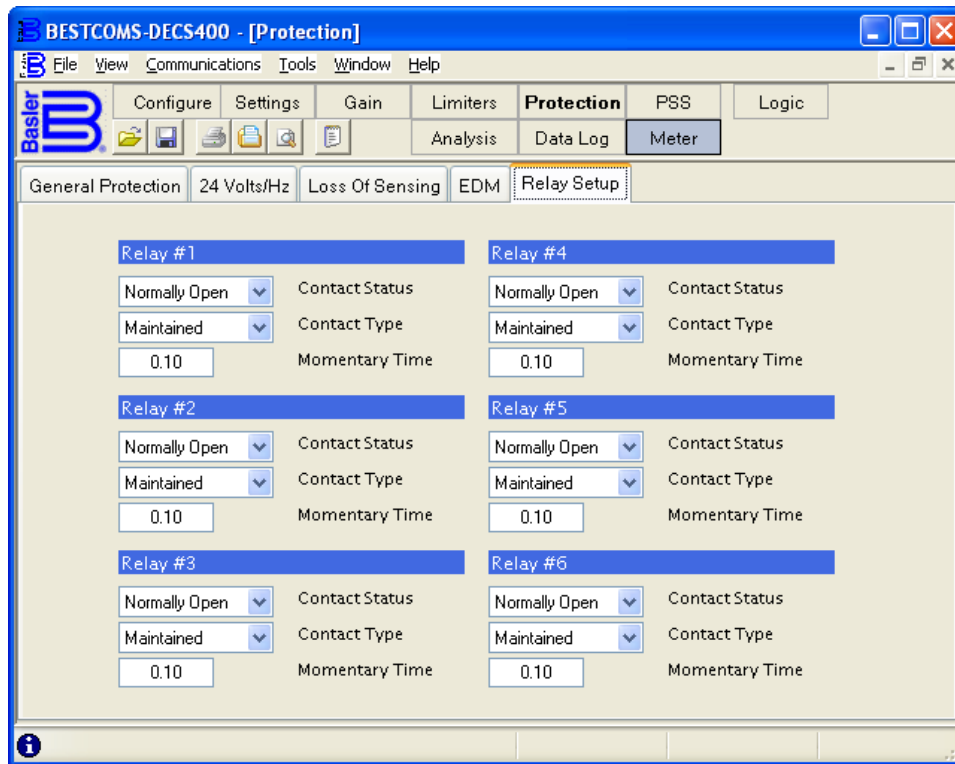 BESTCOMS-DECS400 - [Protection]
File View Communications Tools Window Help
Basler
Configure Settings Gain Limiters Protection PSS Logic
Analysis Data Log Meter
General Protection 24 Volts/Hz Loss Of Sensing EDM Relay Setup
Relay #1
Normally Open Contact Status
Maintained Contact Type
0.10 Momentary Time
Relay #2
Normally Open Contact Status
Maintained Contact Type
0.10 Momentary Time
Relay #3
Normally Open Contact Status
Maintained Contact Type
0.10 Momentary Time
Relay #4
Normally Open Contact Status
Maintained Contact Type
0.10 Momentary Time
Relay #5
Normally Open Contact Status
Maintained Contact Type
0.10 Momentary Time
Relay #6
Normally Open Contact Status
Maintained Contact Type
0.10 Momentary Time